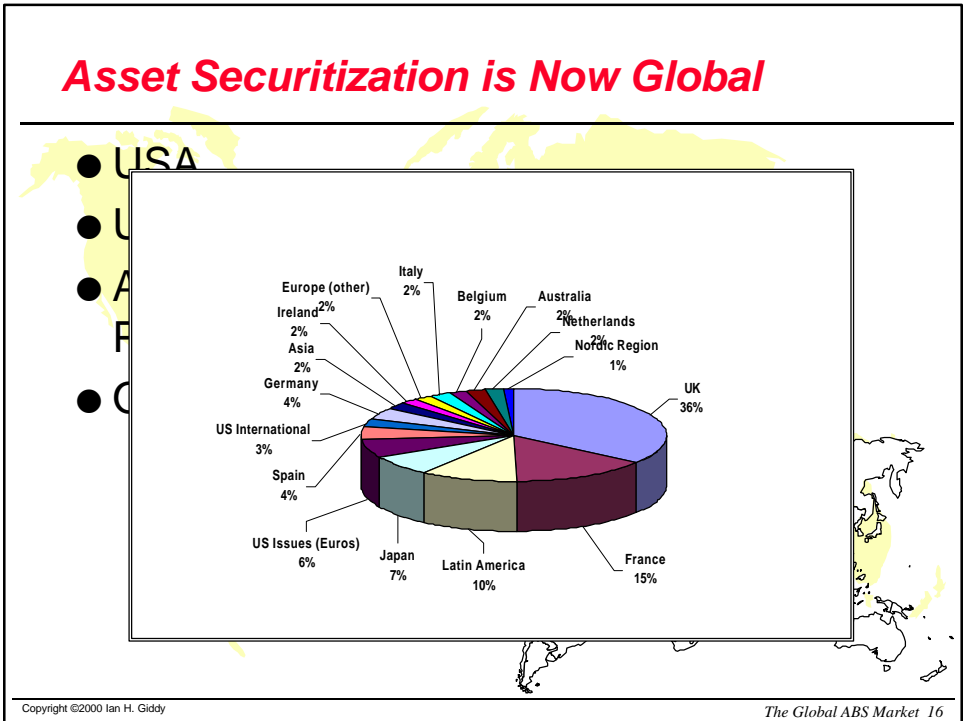 Asset Securitization is Now Global
● USA
●
●
●
Italy
2%
Europe (other)
2%
Belgium
2%
Australia
2%
Ireland
2%
Netherlands
2%
Asia
2%
Nordic Region
1%
Germany
4%
UK
36%
US International
3%
Spain
4%
US Issues (Euros)
6%
Japan
7%
Latin America
10%
France
15%
Copyright ©2000 Ian H. Giddy
The Global ABS Market 16